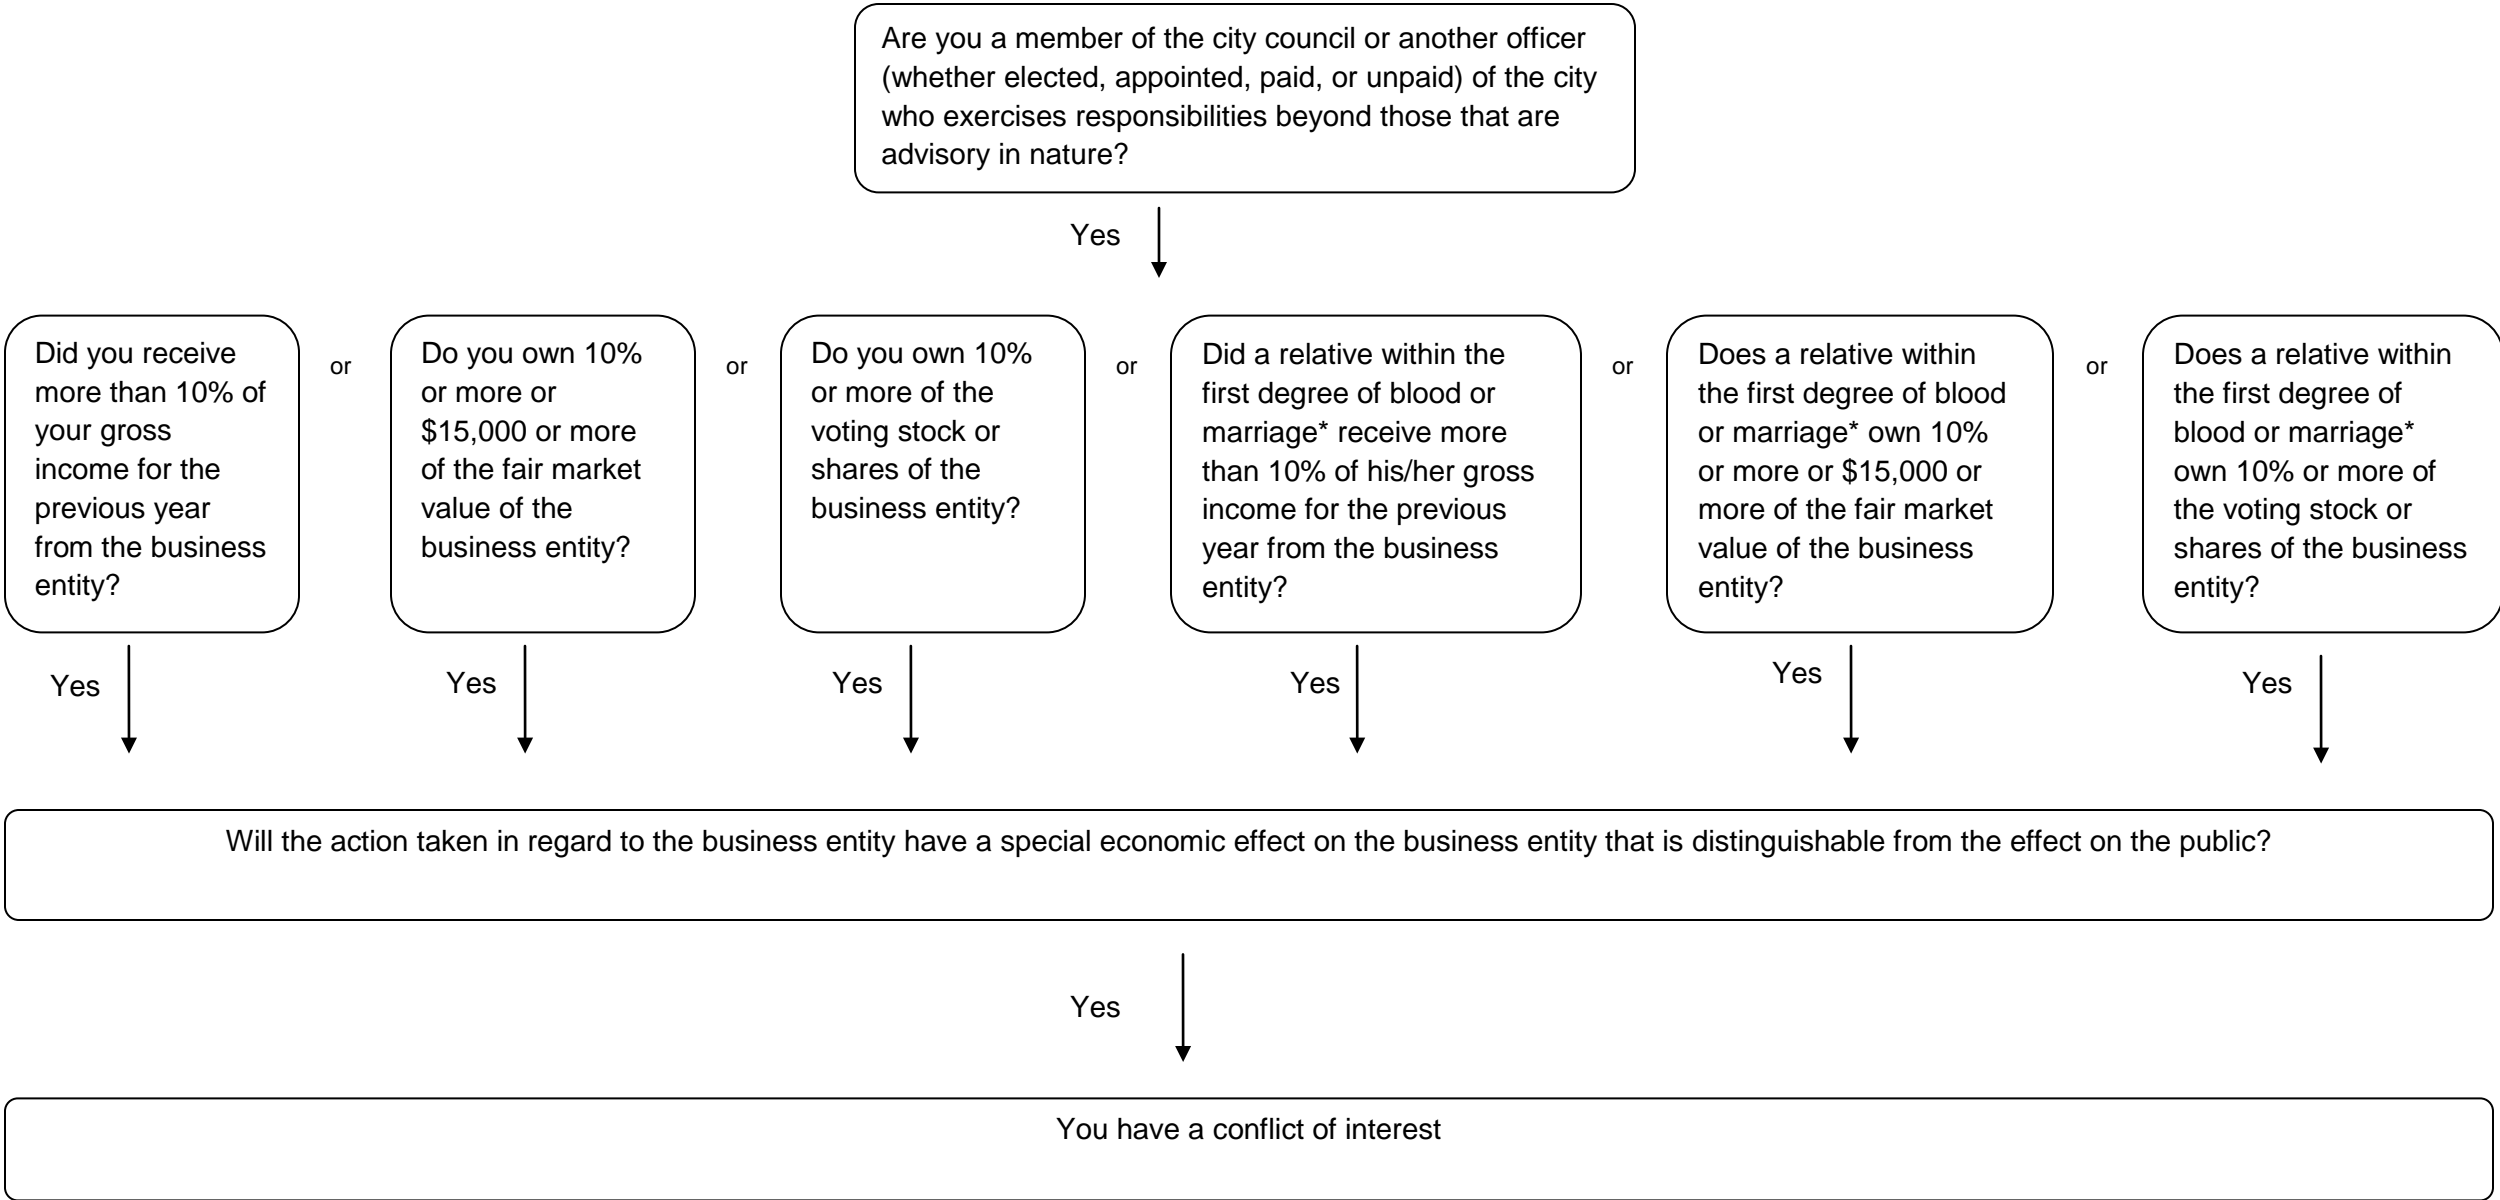 Are you a member of the city council or another officer
(whether elected, appointed, paid, or unpaid) of the city
who exercises responsibilities beyond those that are
advisory in nature?
Yes
Did you receive
more than 10% of
your gross
income for the
previous year
from the business
entity?
or
Do you own 10%
or more or
$15,000 or more
of the fair market
value of the
business entity?
or
Do you own 10%
or more of the
voting stock or
shares of the
business entity?
or
Did a relative within the
first degree of blood or
marriage* receive more
than 10% of his/her gross
income for the previous
year from the business
entity?
or
Does a relative within
the first degree of blood
or marriage* own 10%
or more or $15,000 or
more of the fair market
value of the business
entity?
or
Does a relative within
the first degree of
blood or marriage*
own 10% or more of
the voting stock or
shares of the business
entity?
Yes
Yes
Yes
Yes
Yes
Yes
Will the action taken in regard to the business entity have a special economic effect on the business entity that is distinguishable from the effect on the public?
Yes
You have a conflict of interest